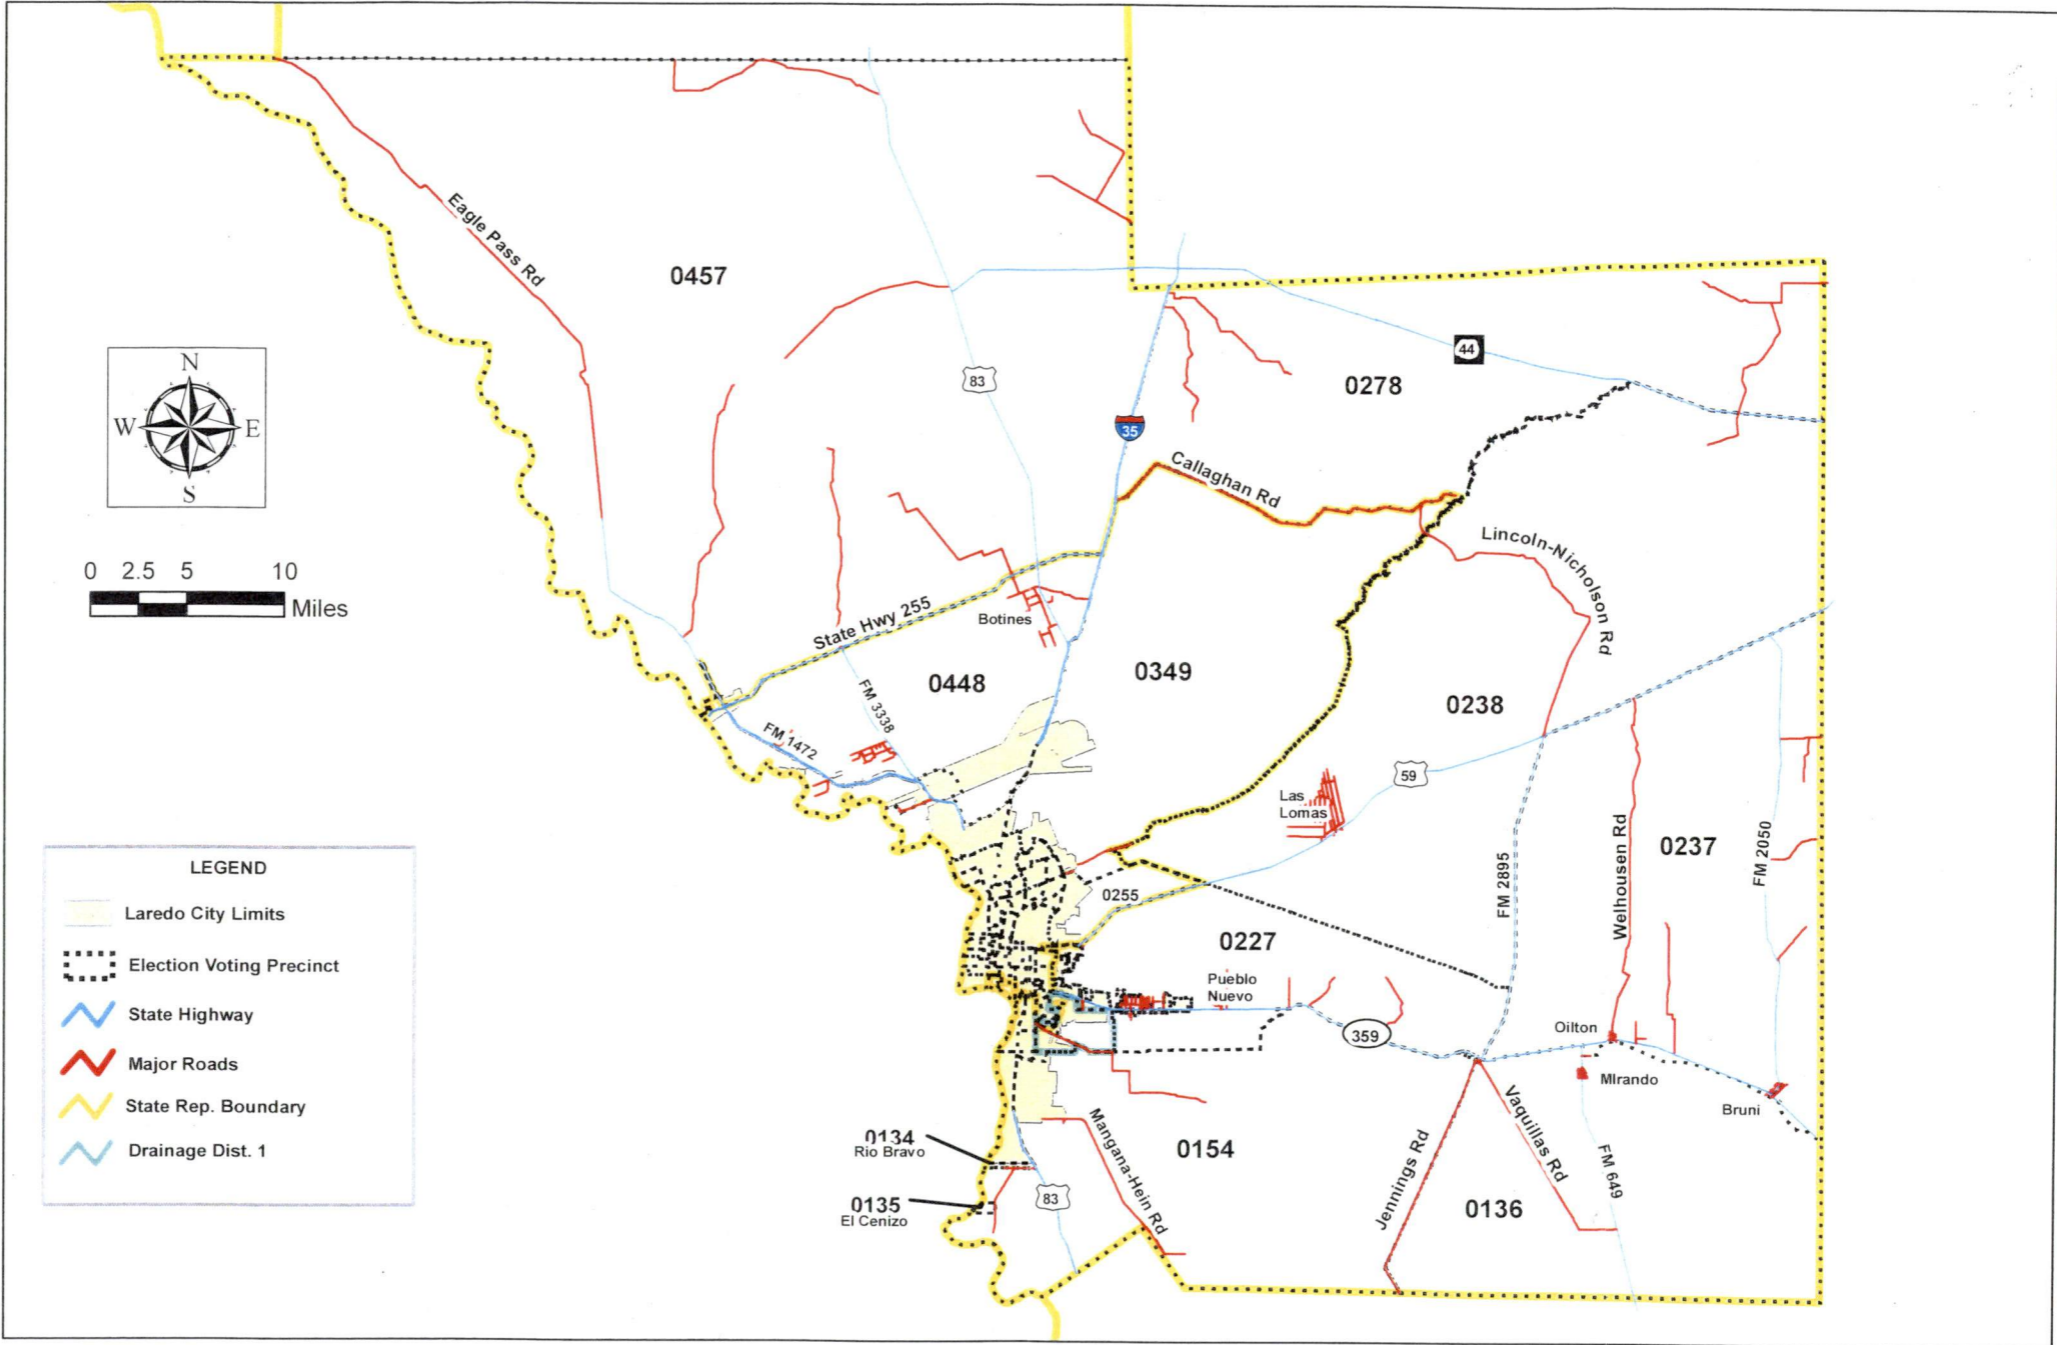 Eagle Pass Rd
0457
N
W
E
S
83
44
0278
35
Callaghan Rd
Lincoln-Nicholson Rd
0 2.5 5 10
Miles
State Hwy 255
Botines
0448
0349
FM 3338
FM 1472
0238
59
Las
Lomas
FM 2895
Welhousen Rd
0237
FM 2050
0255
0227
Pueblo
Nuevo
359
Oilton
MIrando
Bruni
LEGEND
Laredo City Limits
Election Voting Precinct
State Highway
Major Roads
State Rep. Boundary
Drainage Dist. 1
0134
Rio Bravo
0135
El Cenizo
83
Mangana-Hein Rd
0154
Jennings Rd
Vaquillas Rd
FM 649
0136